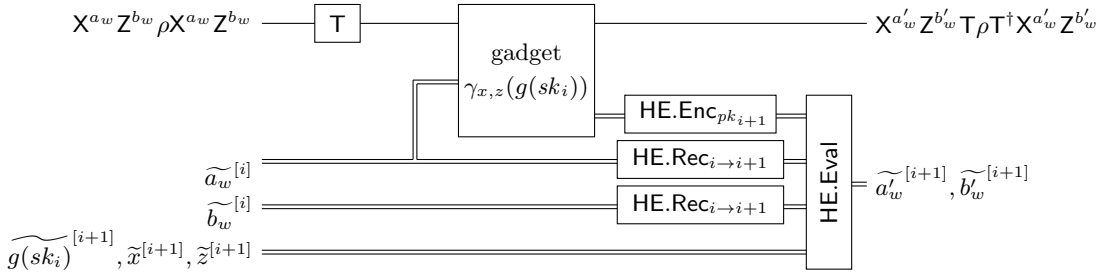 X^{a_w} Z^{b_w} ρ X^{a_w} Z^{b_w}
T
gadget
γ_{x,z}(g(sk_i))
X^{a'_w} Z^{b'_w} T ρ T^† X^{a'_w} Z^{b'_w}
HE.Enc_{pk_{i+1}}
\widetilde{a_w}^{[i]}
HE.Rec_{i→i+1}
\widetilde{b_w}^{[i]}
HE.Rec_{i→i+1}
HE.Eval
\widetilde{a'_w}^{[i+1]}, \widetilde{b'_w}^{[i+1]}
\widetilde{g(sk_i)}^{[i+1]}, \widetilde{x}^{[i+1]}, \widetilde{z}^{[i+1]}